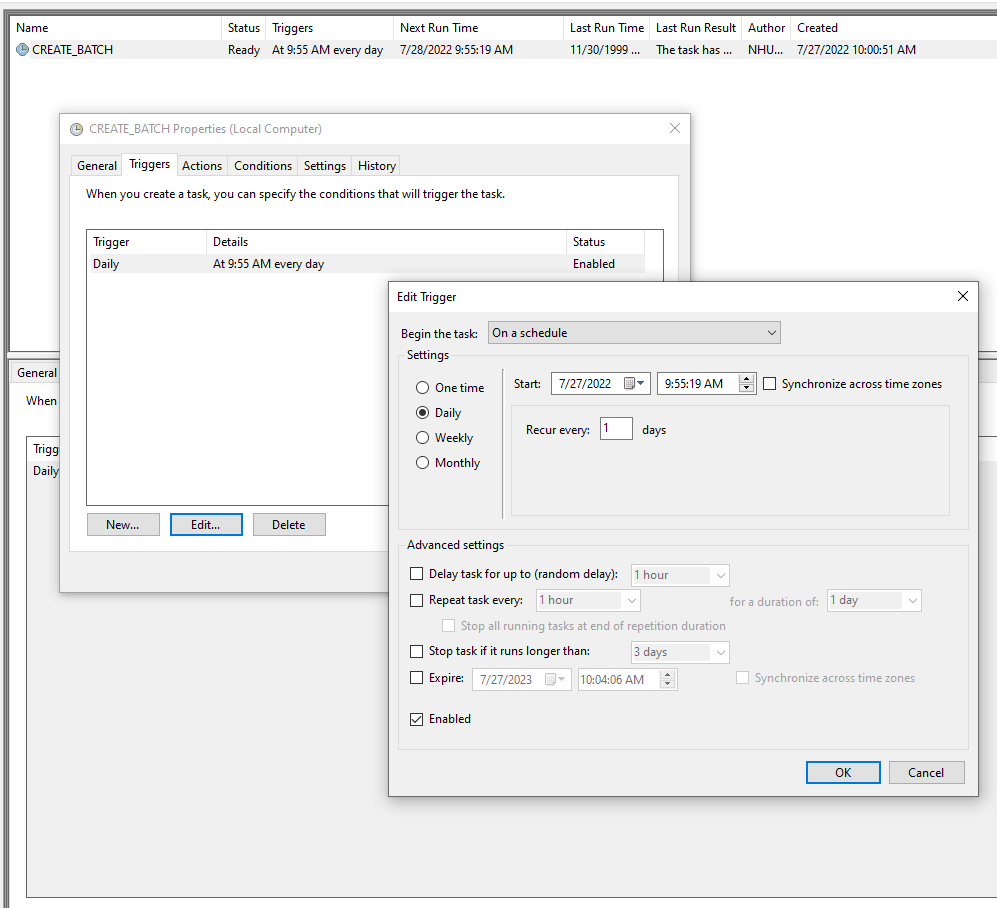 Name Status Triggers Next Run Time Last Run Time Last Run Result Author Created
CREATE_BATCH Ready At 9:55 AM every day 7/28/2022 9:55:19 AM 11/30/1999 ... The task has ... NHU... 7/27/2022 10:00:51 AM
CREATE_BATCH Properties (Local Computer)
General Triggers Actions Conditions Settings History
When you create a task, you can specify the conditions that will trigger the task.
Trigger Details Status
Daily At 9:55 AM every day Enabled
New... Edit... Delete
General
When
Trigg
Daily
Edit Trigger
Begin the task: On a schedule
Settings
One time
Daily
Weekly
Monthly
Start: 7/27/2022 9:55:19 AM Synchronize across time zones
Recur every: 1 days
Advanced settings
Delay task for up to (random delay): 1 hour
Repeat task every: 1 hour for a duration of: 1 day
Stop all running tasks at end of repetition duration
Stop task if it runs longer than: 3 days
Expire: 7/27/2023 10:04:06 AM Synchronize across time zones
Enabled
OK Cancel